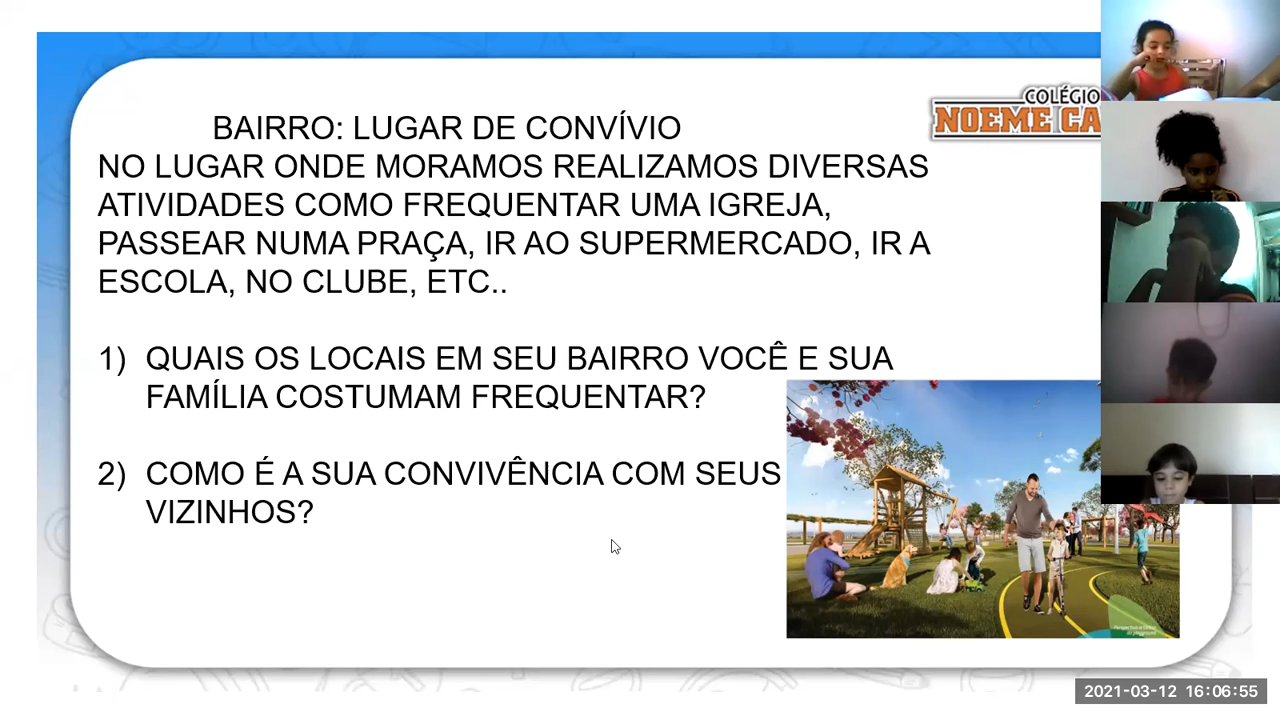 COLÉGIO
NOEME CA
BAIRRO: LUGAR DE CONVÍVIO
NO LUGAR ONDE MORAMOS REALIZAMOS DIVERSAS
ATIVIDADES COMO FREQUENTAR UMA IGREJA,
PASSEAR NUMA PRAÇA, IR AO SUPERMERCADO, IR A
ESCOLA, NO CLUBE, ETC..
1) QUAIS OS LOCAIS EM SEU BAIRRO VOCÊ E SUA
FAMÍLIA COSTUMAM FREQUENTAR?
2) COMO É A SUA CONVIVÊNCIA COM SEUS
VIZINHOS?
2021-03-12 16:06:55